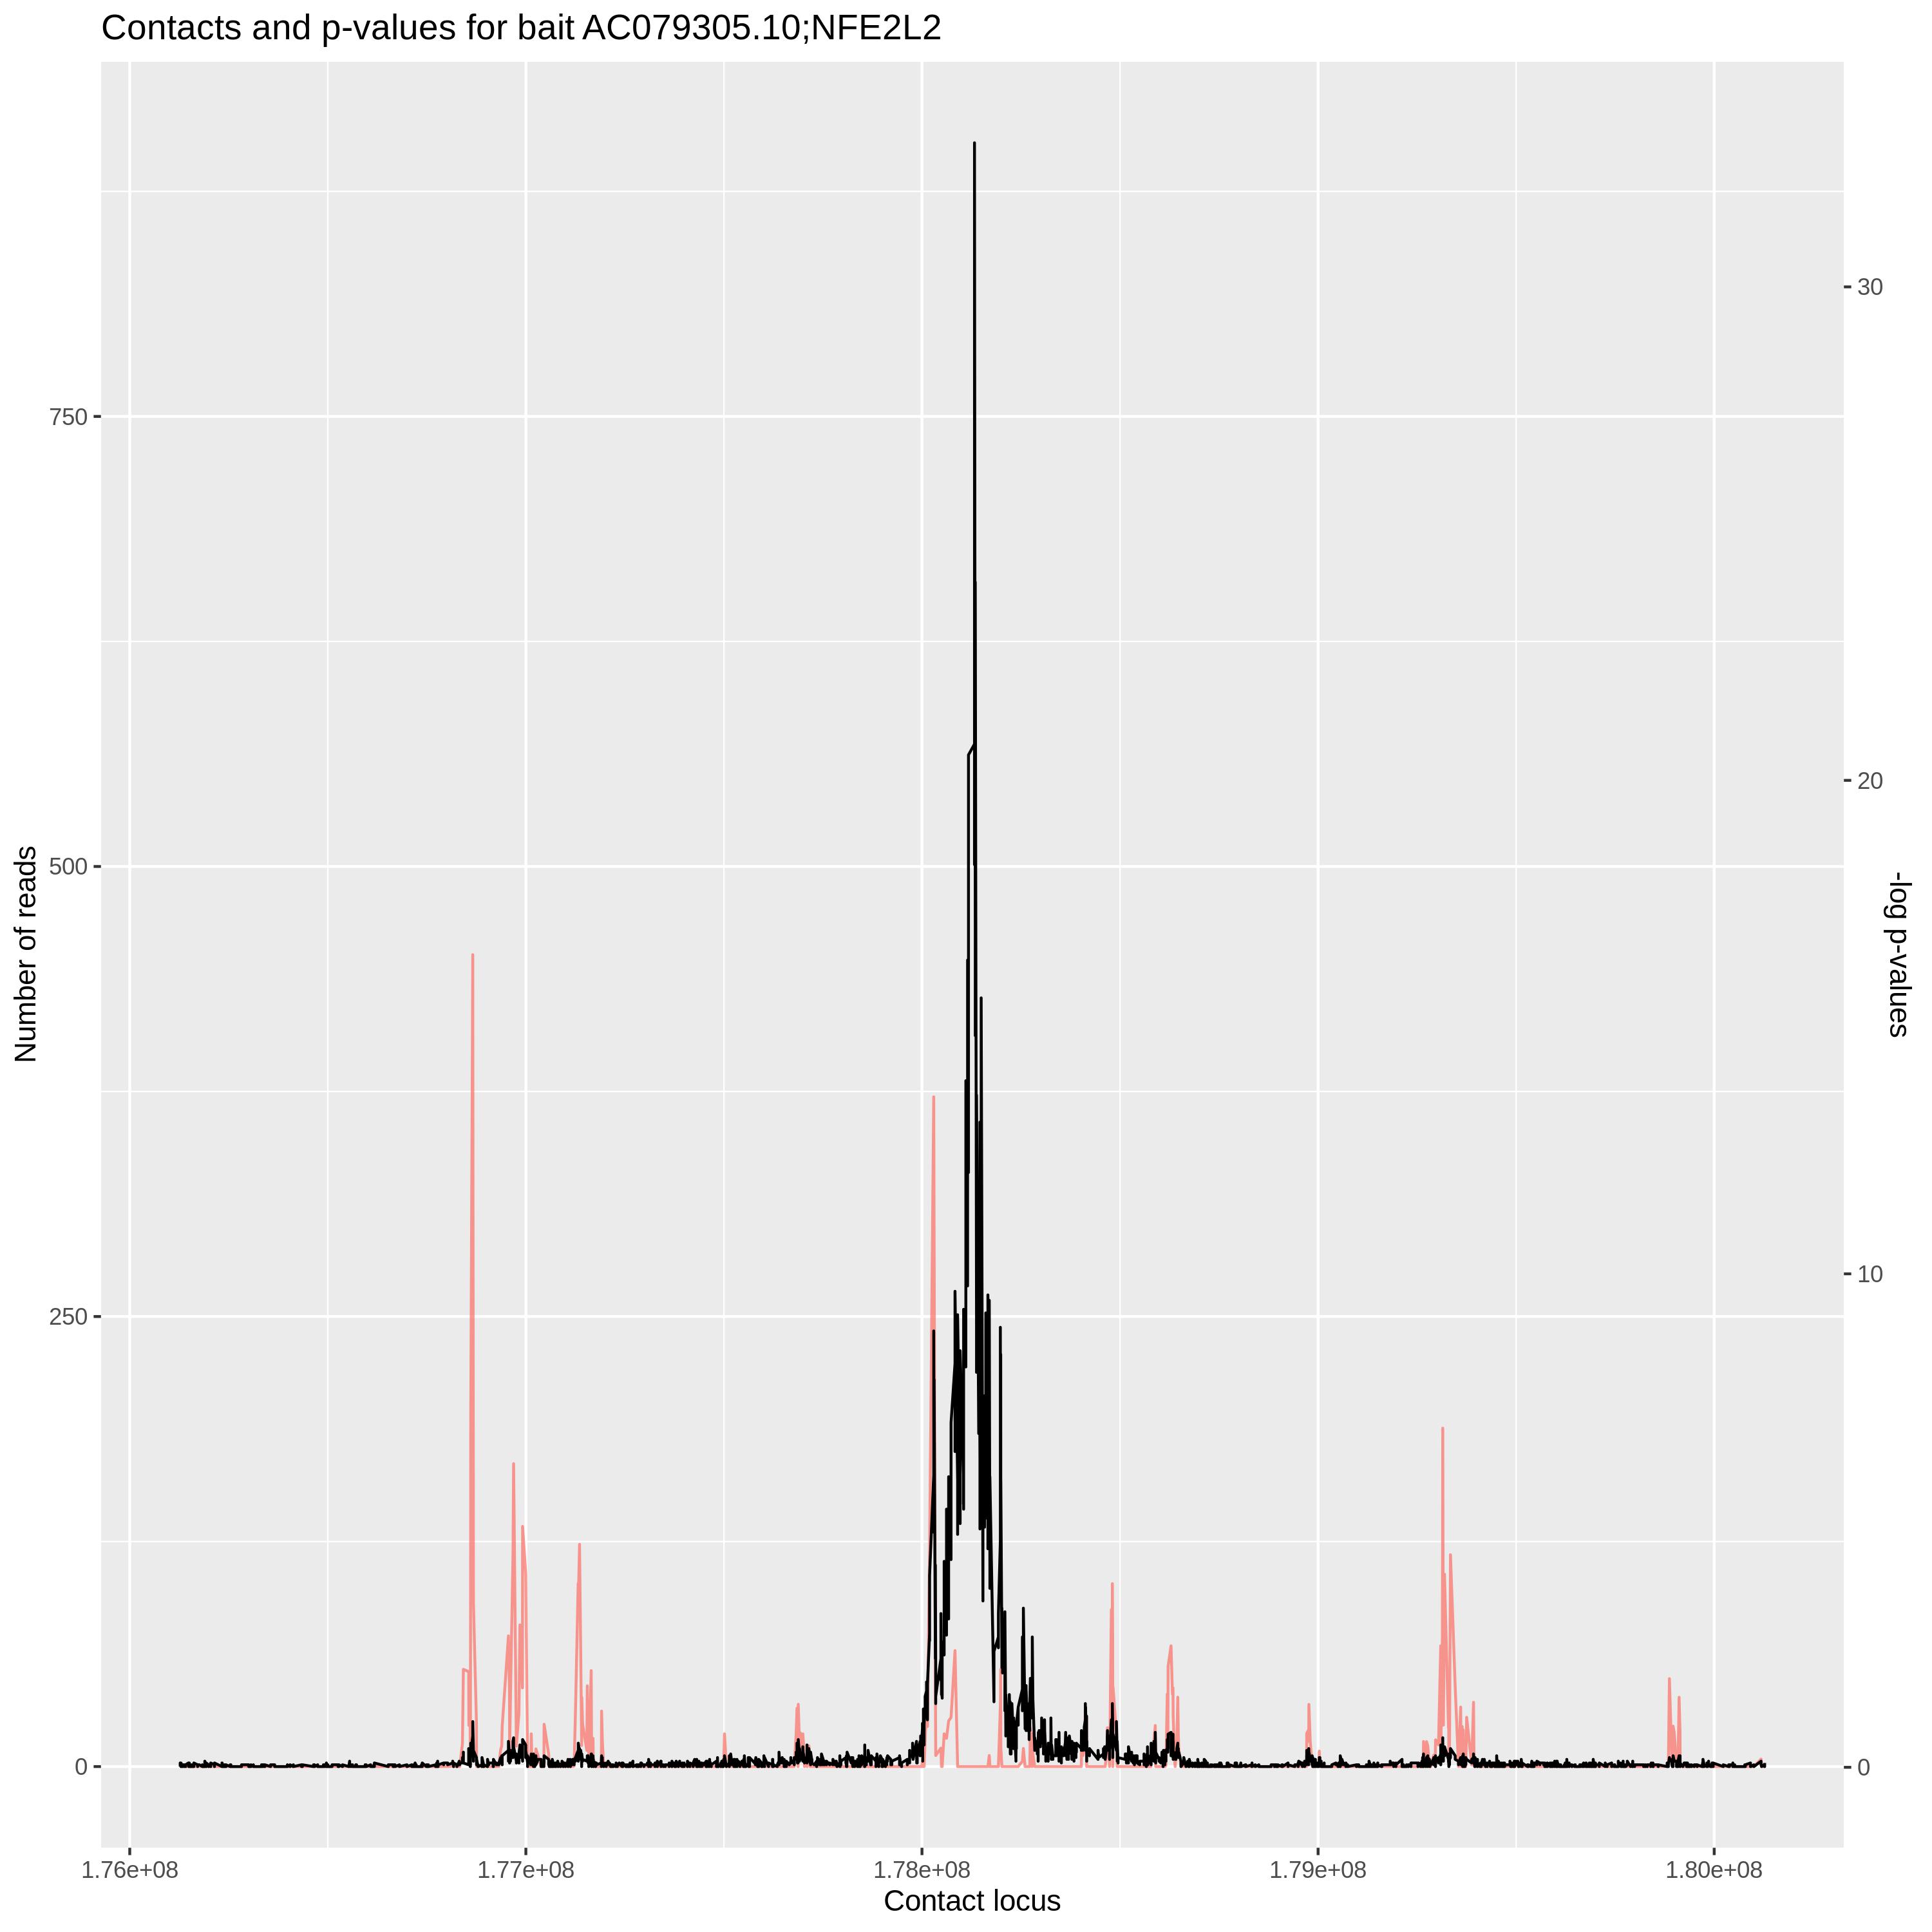 Contacts and p-values for bait AC079305.10;NFE2L2
750
500
250
0
Number of reads
30
20
10
0
-log p-values
1.76e+08
1.77e+08
1.78e+08
1.79e+08
1.80e+08
Contact locus